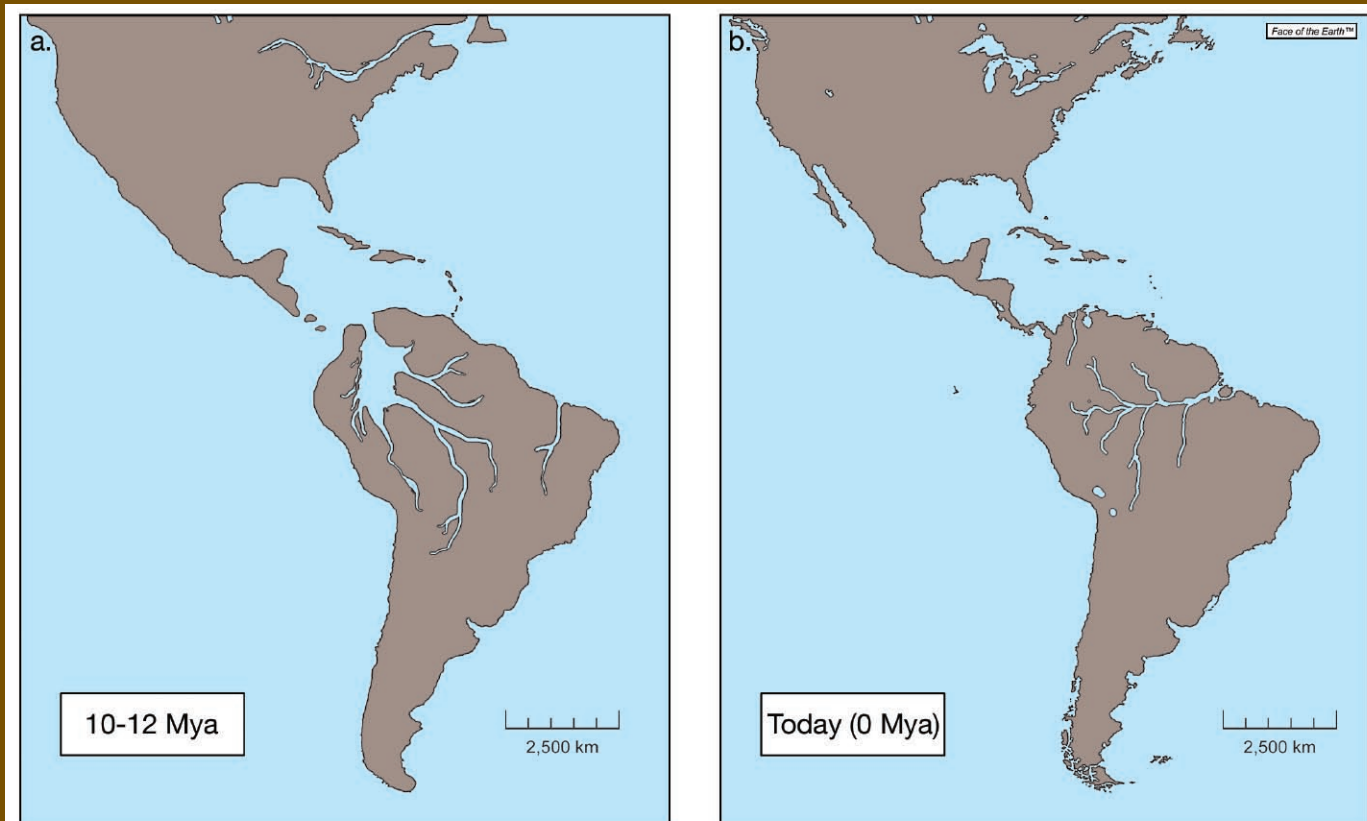 a.
10-12 Mya
2,500 km
b.
Face of the Earth™
Today (0 Mya)
2,500 km